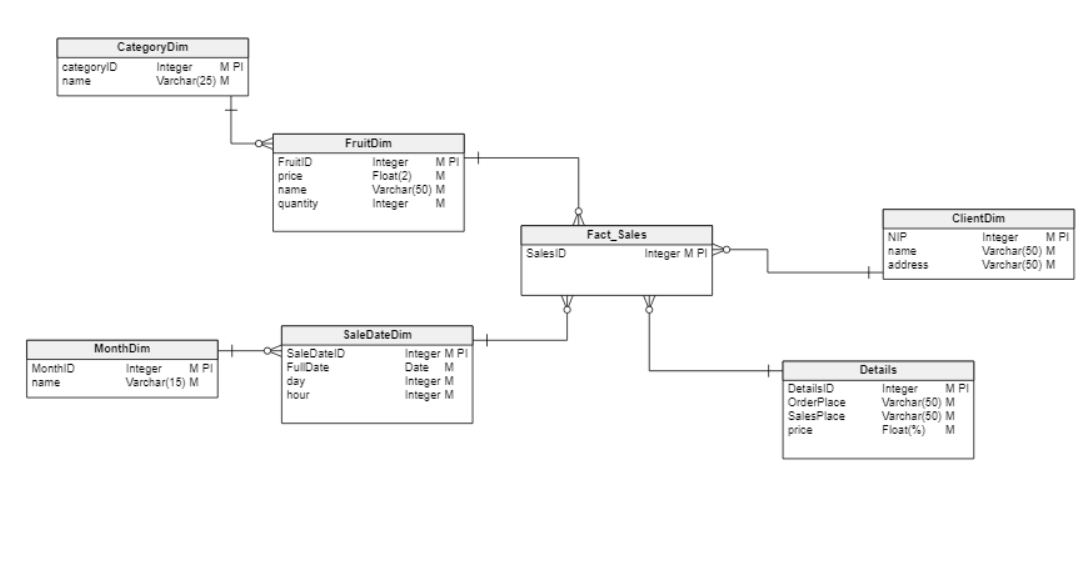 CategoryDim
categoryID Integer M PI
name Varchar(25) M
FruitDim
FruitID Integer M PI
price Float(2) M
name Varchar(50) M
quantity Integer M
Fact_Sales
SalesID Integer M PI
ClientDim
NIP Integer M PI
name Varchar(50) M
address Varchar(50) M
MonthDim
MonthID Integer M PI
name Varchar(15) M
SaleDateDim
SaleDateID Integer M PI
FullDate Date M
day Integer M
hour Integer M
Details
DetailsID Integer M PI
OrderPlace Varchar(50) M
SalesPlace Varchar(50) M
price Float(%) M